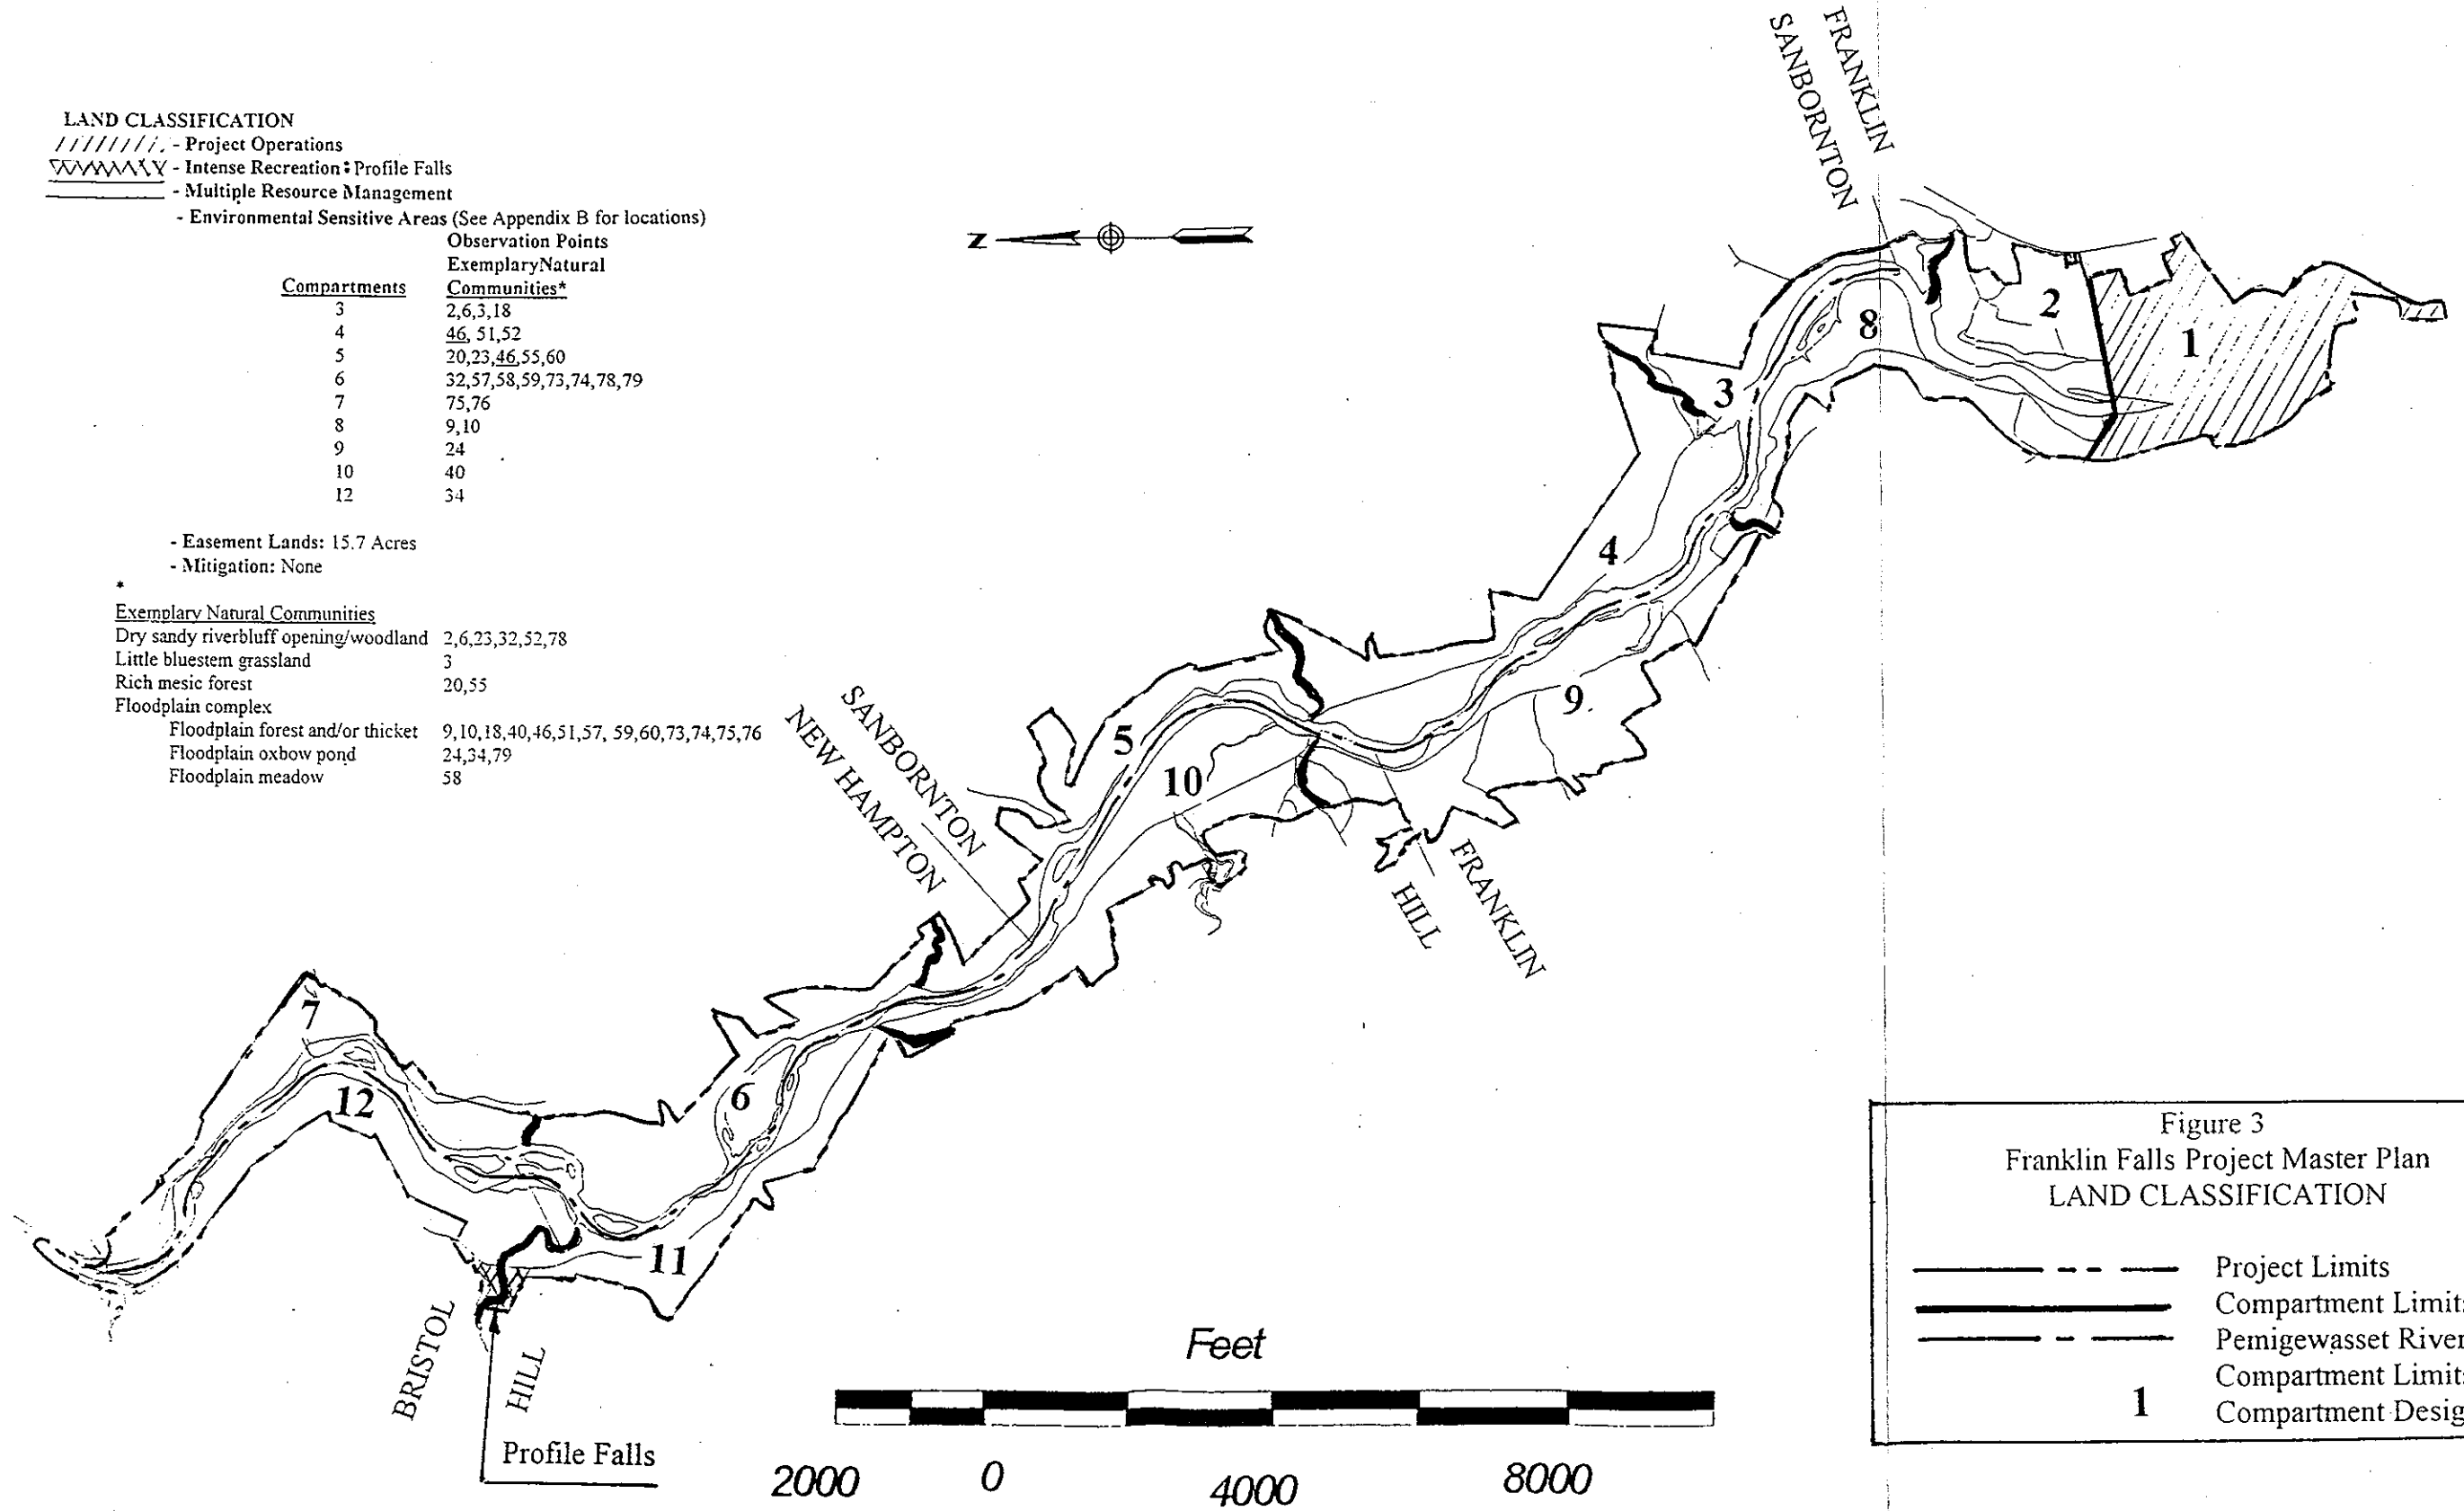 LAND CLASSIFICATION
- Project Operations
- Intense Recreation: Profile Falls
- Multiple Resource Management
- Environmental Sensitive Areas (See Appendix B for locations)
Observation Points
ExemplaryNatural
Compartments Communities*
3 2,6,3,18
4 46, 51,52
5 20,23,46,55,60
6 32,57,58,59,73,74,78,79
7 75,76
8 9,10
9 24
10 40
12 34
- Easement Lands: 15.7 Acres
- Mitigation: None
*
Exemplary Natural Communities
Dry sandy riverbluff opening/woodland 2,6,23,32,52,78
Little bluestem grassland 3
Rich mesic forest 20,55
Floodplain complex
Floodplain forest and/or thicket 9,10,18,40,46,51,57, 59,60,73,74,75,76
Floodplain oxbow pond 24,34,79
Floodplain meadow 58
Z
FRANKLIN
SANBORNTON
2
8
1
3
4
9
5
10
SANBORNTON
NEW HAMPTON
FRANKLIN
HILL
7
12
6
11
BRISTOL
HILL
Profile Falls
Feet
2000 0 4000 8000
Figure 3
Franklin Falls Project Master Plan
LAND CLASSIFICATION
Project Limits
Compartment Limits
Pemigewasset River
Compartment Limits
1 Compartment Desig